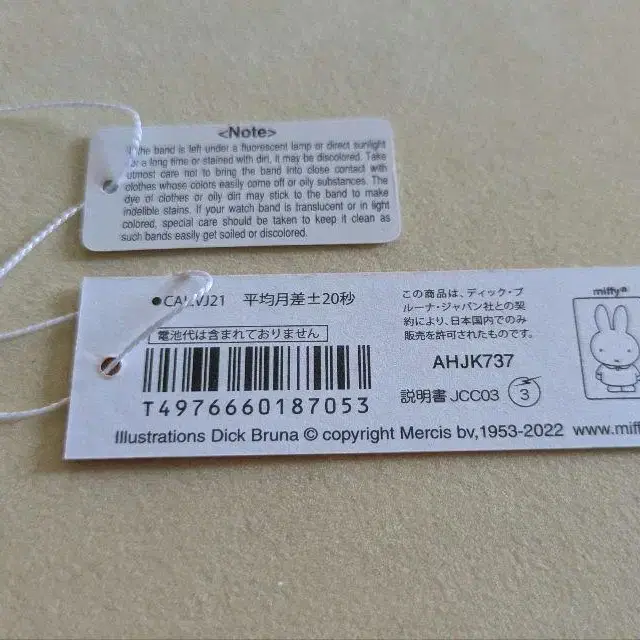 <Note>
If the band is left under a fluorescent lamp or direct sunlight
for a long time or stained with dirt, it may be discolored. Take
utmost care not to bring the band into close contact with
clothes whose colors easily come off or oily substances. The
dye of clothes or oily dirt may stick to the band to make
indelible stains. If your watch band is translucent or in light
colored, special care should be taken to keep it clean as
such bands easily get soiled or discolored.
●CAL.VJ21 平均月差±20秒
電池代は含まれておりません
T4976660187053
この商品は、ディック・ブ
ルーナ・ジャパン社との契
約により、日本国内でのみ
販売を許可されたものです。
AHJK737
説明書 JCC03 ③
miffy
Illustrations Dick Bruna © copyright Mercis bv,1953-2022 www.miff